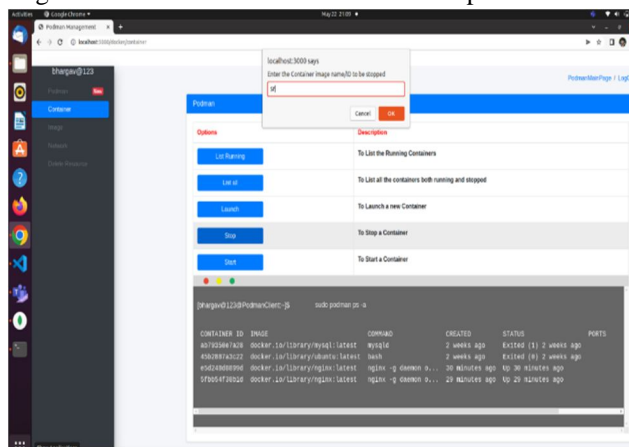 Activities Google Chrome May 22 21:01
Podman Management
localhost:3000/docker/container
bhargav@123
Podman New
Container
Image
Network
Delete Resource
localhost:3000 says
Enter the Container image name/ID to be stopped
5f
Cancel OK
PodmanMainPage /
Podman
Options Description
List Running To List the Running Containers
List all To List all the containers both running and stopped
Launch To Launch a new Container
Stop To Stop a Container
Start To Start a Container
[bhargav@123@PodmanClient:~]$ sudo podman ps -a
CONTAINER ID IMAGE COMMAND CREATED STATUS PORTS
docker.io/library/mysql:latest mysqld 2 weeks ago Exited (1) 2 weeks ago
docker.io/library/ubuntu:latest bash 2 weeks ago Exited (0) 2 weeks ago
docker.io/library/nginx:latest nginx -g daemon o... 30 minutes ago Up 30 minutes ago
docker.io/library/nginx:latest nginx -g daemon o... 29 minutes ago Up 29 minutes ago